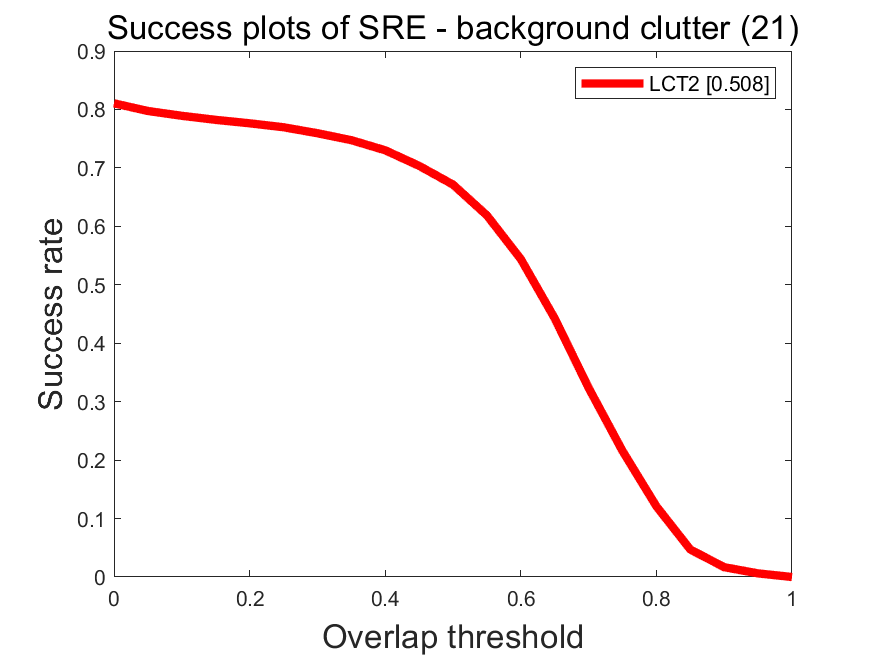 Success plots of SRE - background clutter (21)
LCT2 [0.508]
Success rate
0.9
0.8
0.7
0.6
0.5
0.4
0.3
0.2
0.1
0
0 0.2 0.4 0.6 0.8 1
Overlap threshold